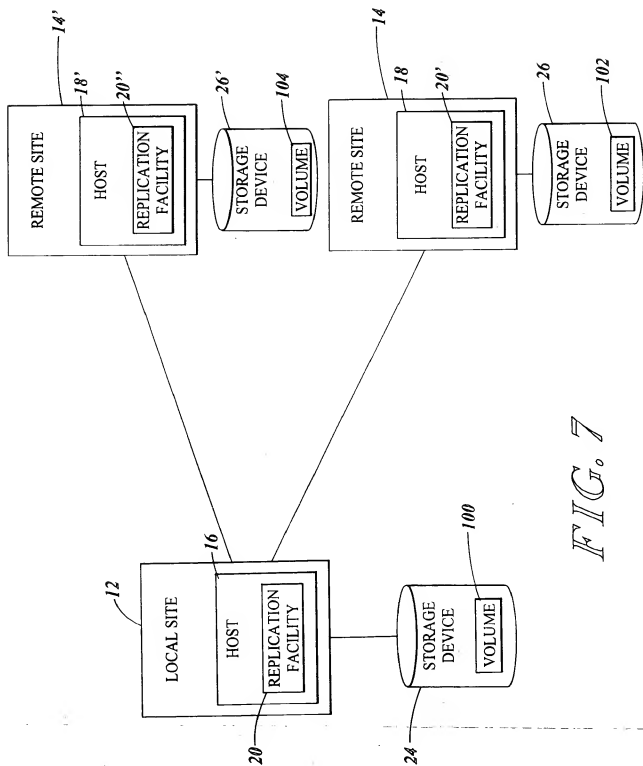 12
LOCAL SITE
16
HOST
REPLICATION
FACILITY
20
STORAGE
DEVICE
VOLUME
100
24
14'
REMOTE SITE
18'
HOST
20''
REPLICATION
FACILITY
26'
STORAGE
DEVICE
104
VOLUME
14
REMOTE SITE
18
HOST
20'
REPLICATION
FACILITY
26
STORAGE
DEVICE
102
VOLUME
FIG. 7